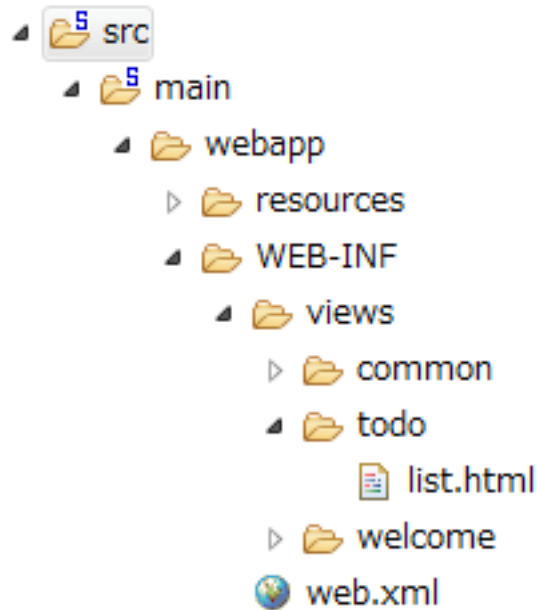 src
main
webapp
resources
WEB-INF
views
common
todo
list.html
welcome
web.xml